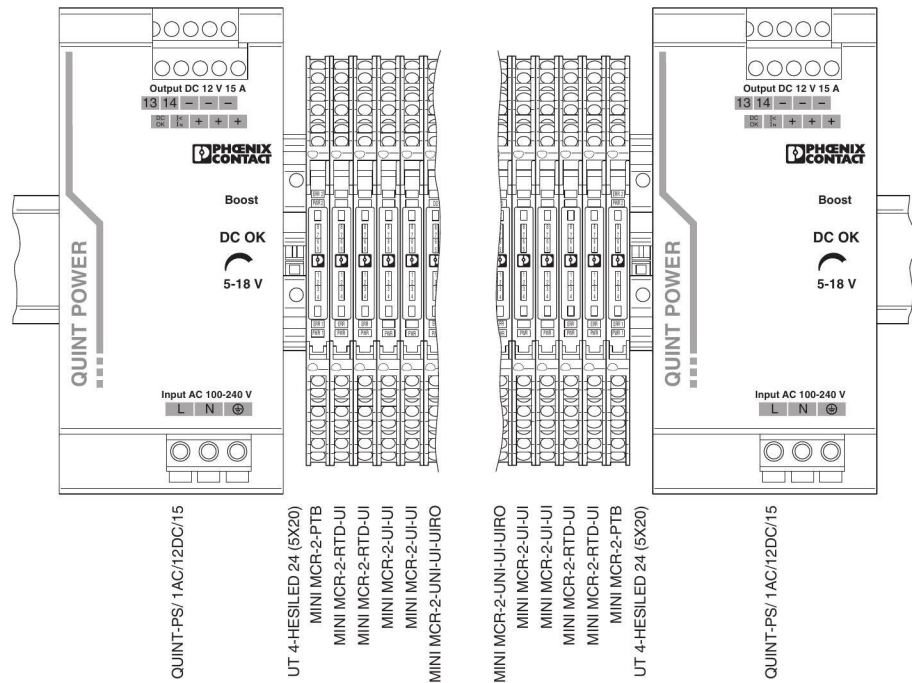 Output DC 12 V 15 A
13 14 – – –
DC OK + + +
PHŒNIX
CONTACT
Boost
DC OK
5-18 V
QUINT POWER
Input AC 100-240 V
L N
Output DC 12 V 15 A
13 14 – – –
DC OK + + +
PHŒNIX
CONTACT
Boost
DC OK
5-18 V
QUINT POWER
Input AC 100-240 V
L N
QUINT-PS/ 1AC/12DC/15
UT 4-HESILED 24 (5X20)
MINI MCR-2-PTB
MINI MCR-2-RTD-UI
MINI MCR-2-RTD-UI
MINI MCR-2-UI-UI
MINI MCR-2-UI-UI
MINI MCR-2-UNI-UI-UIRO
MINI MCR-2-UNI-UI-UIRO
MINI MCR-2-UI-UI
MINI MCR-2-UI-UI
MINI MCR-2-RTD-UI
MINI MCR-2-RTD-UI
MINI MCR-2-PTB
UT 4-HESILED 24 (5X20)
QUINT-PS/ 1AC/12DC/15